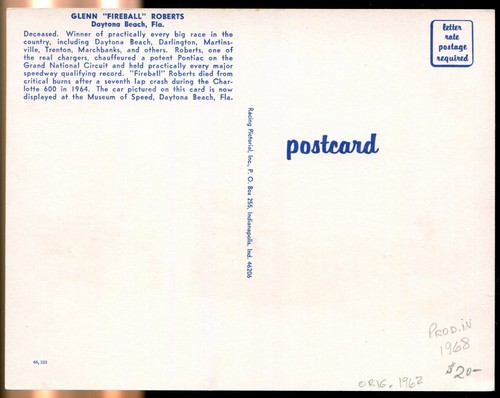 GLENN "FIREBALL" ROBERTS
Daytona Beach, Fla.
Deceased. Winner of practically every big race in the
country, including Daytona Beach, Darlington, Martins-
ville, Trenton, Marchbanks, and others. Roberts, one of
the real chargers, chauffeured a potent Pontiac on the
Grand National Circuit and held practically every major
speedway qualifying record. "Fireball" Roberts died from
critical burns after a seventh lap crash during the Char-
lotte 600 in 1964. The car pictured on this card is now
displayed at the Museum of Speed, Daytona Beach, Fla.
letter
rate
postage
required
Racing Pictorial, Inc., P. O. Box 255, Indianapolis, Ind. 46206
postcard
PROD. IN
1968
$20-
ORIG. 1962